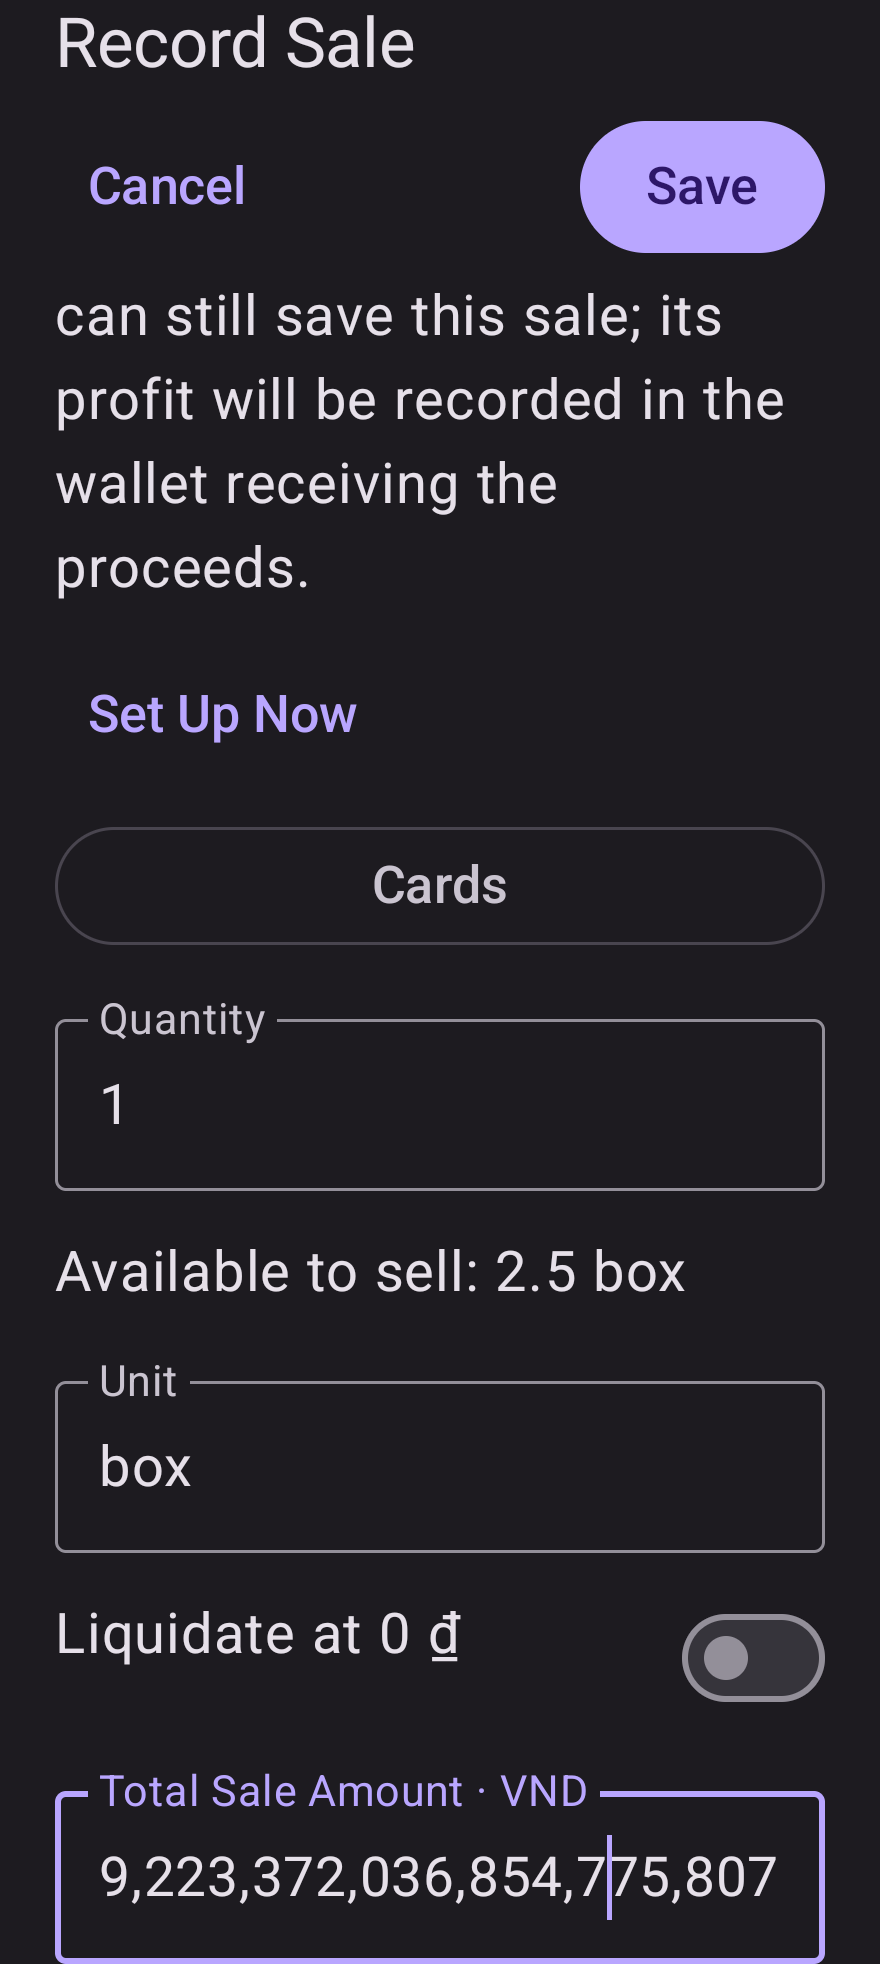 Record Sale
Cancel
Save
can still save this sale; its
profit will be recorded in the
wallet receiving the
proceeds.
Set Up Now
Cards
Quantity
1
Available to sell: 2.5 box
Unit
box
Liquidate at 0 ₫
Total Sale Amount · VND
9,223,372,036,854,775,807